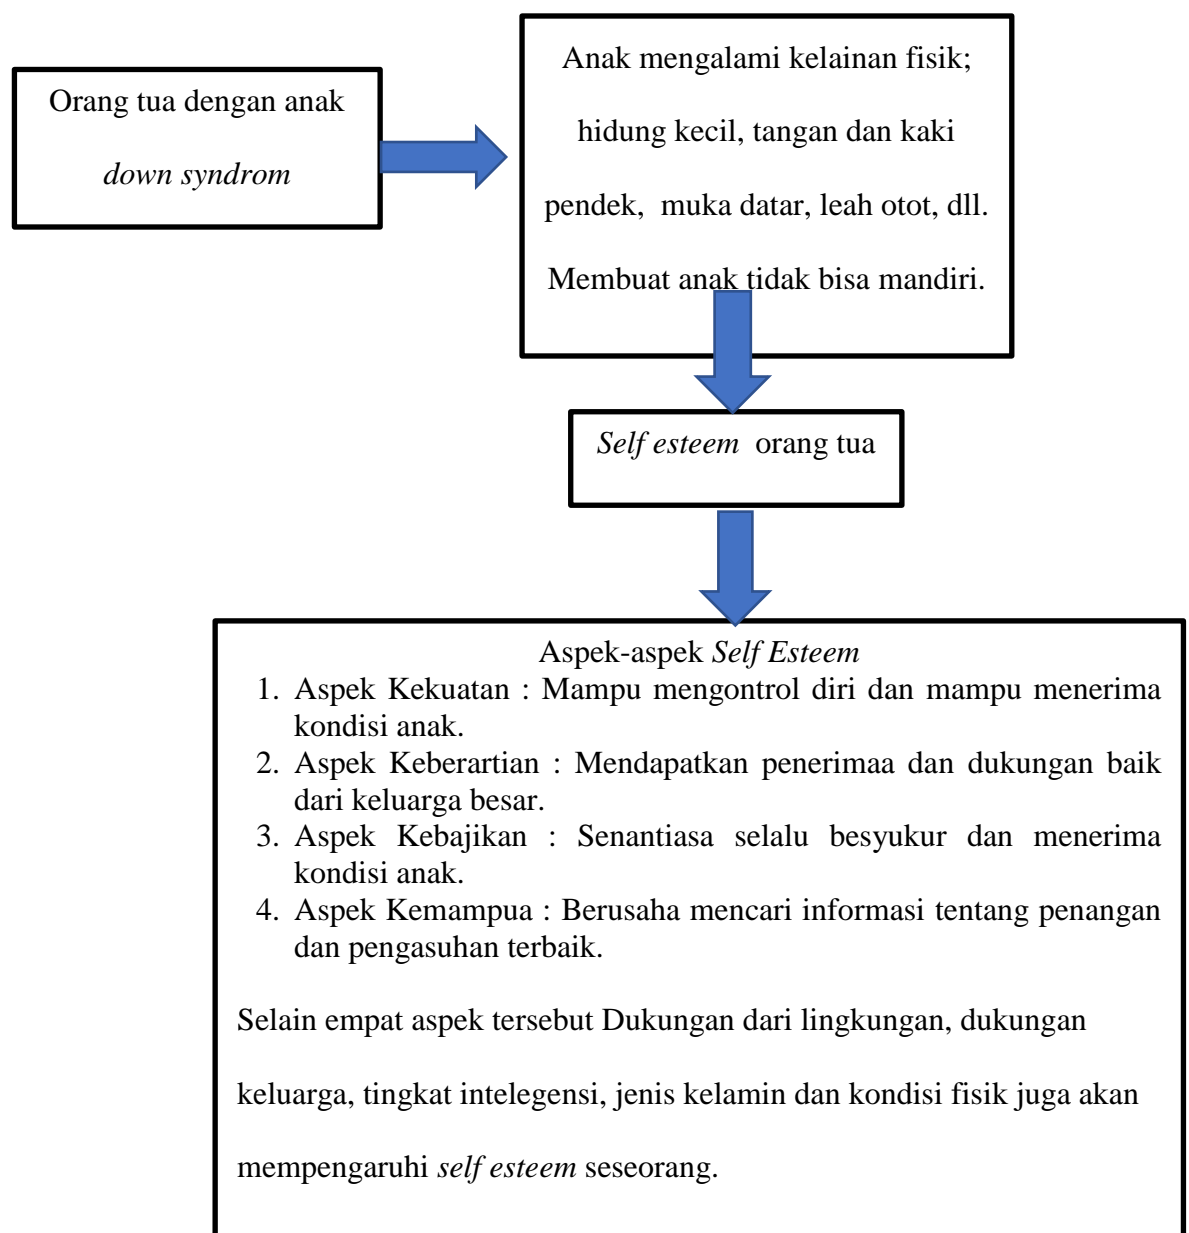 Orang tua dengan anak
down syndrom
Anak mengalami kelainan fisik;
hidung kecil, tangan dan kaki
pendek, muka datar, leah otot, dll.
Membuat anak tidak bisa mandiri.
Self esteem orang tua
Aspek-aspek Self Esteem
1. Aspek Kekuatan : Mampu mengontrol diri dan mampu menerima
kondisi anak.
2. Aspek Keberartian : Mendapatkan penerimaa dan dukungan baik
dari keluarga besar.
3. Aspek Kebajikan : Senantiasa selalu besyukur dan menerima
kondisi anak.
4. Aspek Kemampua : Berusaha mencari informasi tentang penangan
dan pengasuhan terbaik.
Selain empat aspek tersebut Dukungan dari lingkungan, dukungan
keluarga, tingkat intelegensi, jenis kelamin dan kondisi fisik juga akan
mempengaruhi self esteem seseorang.